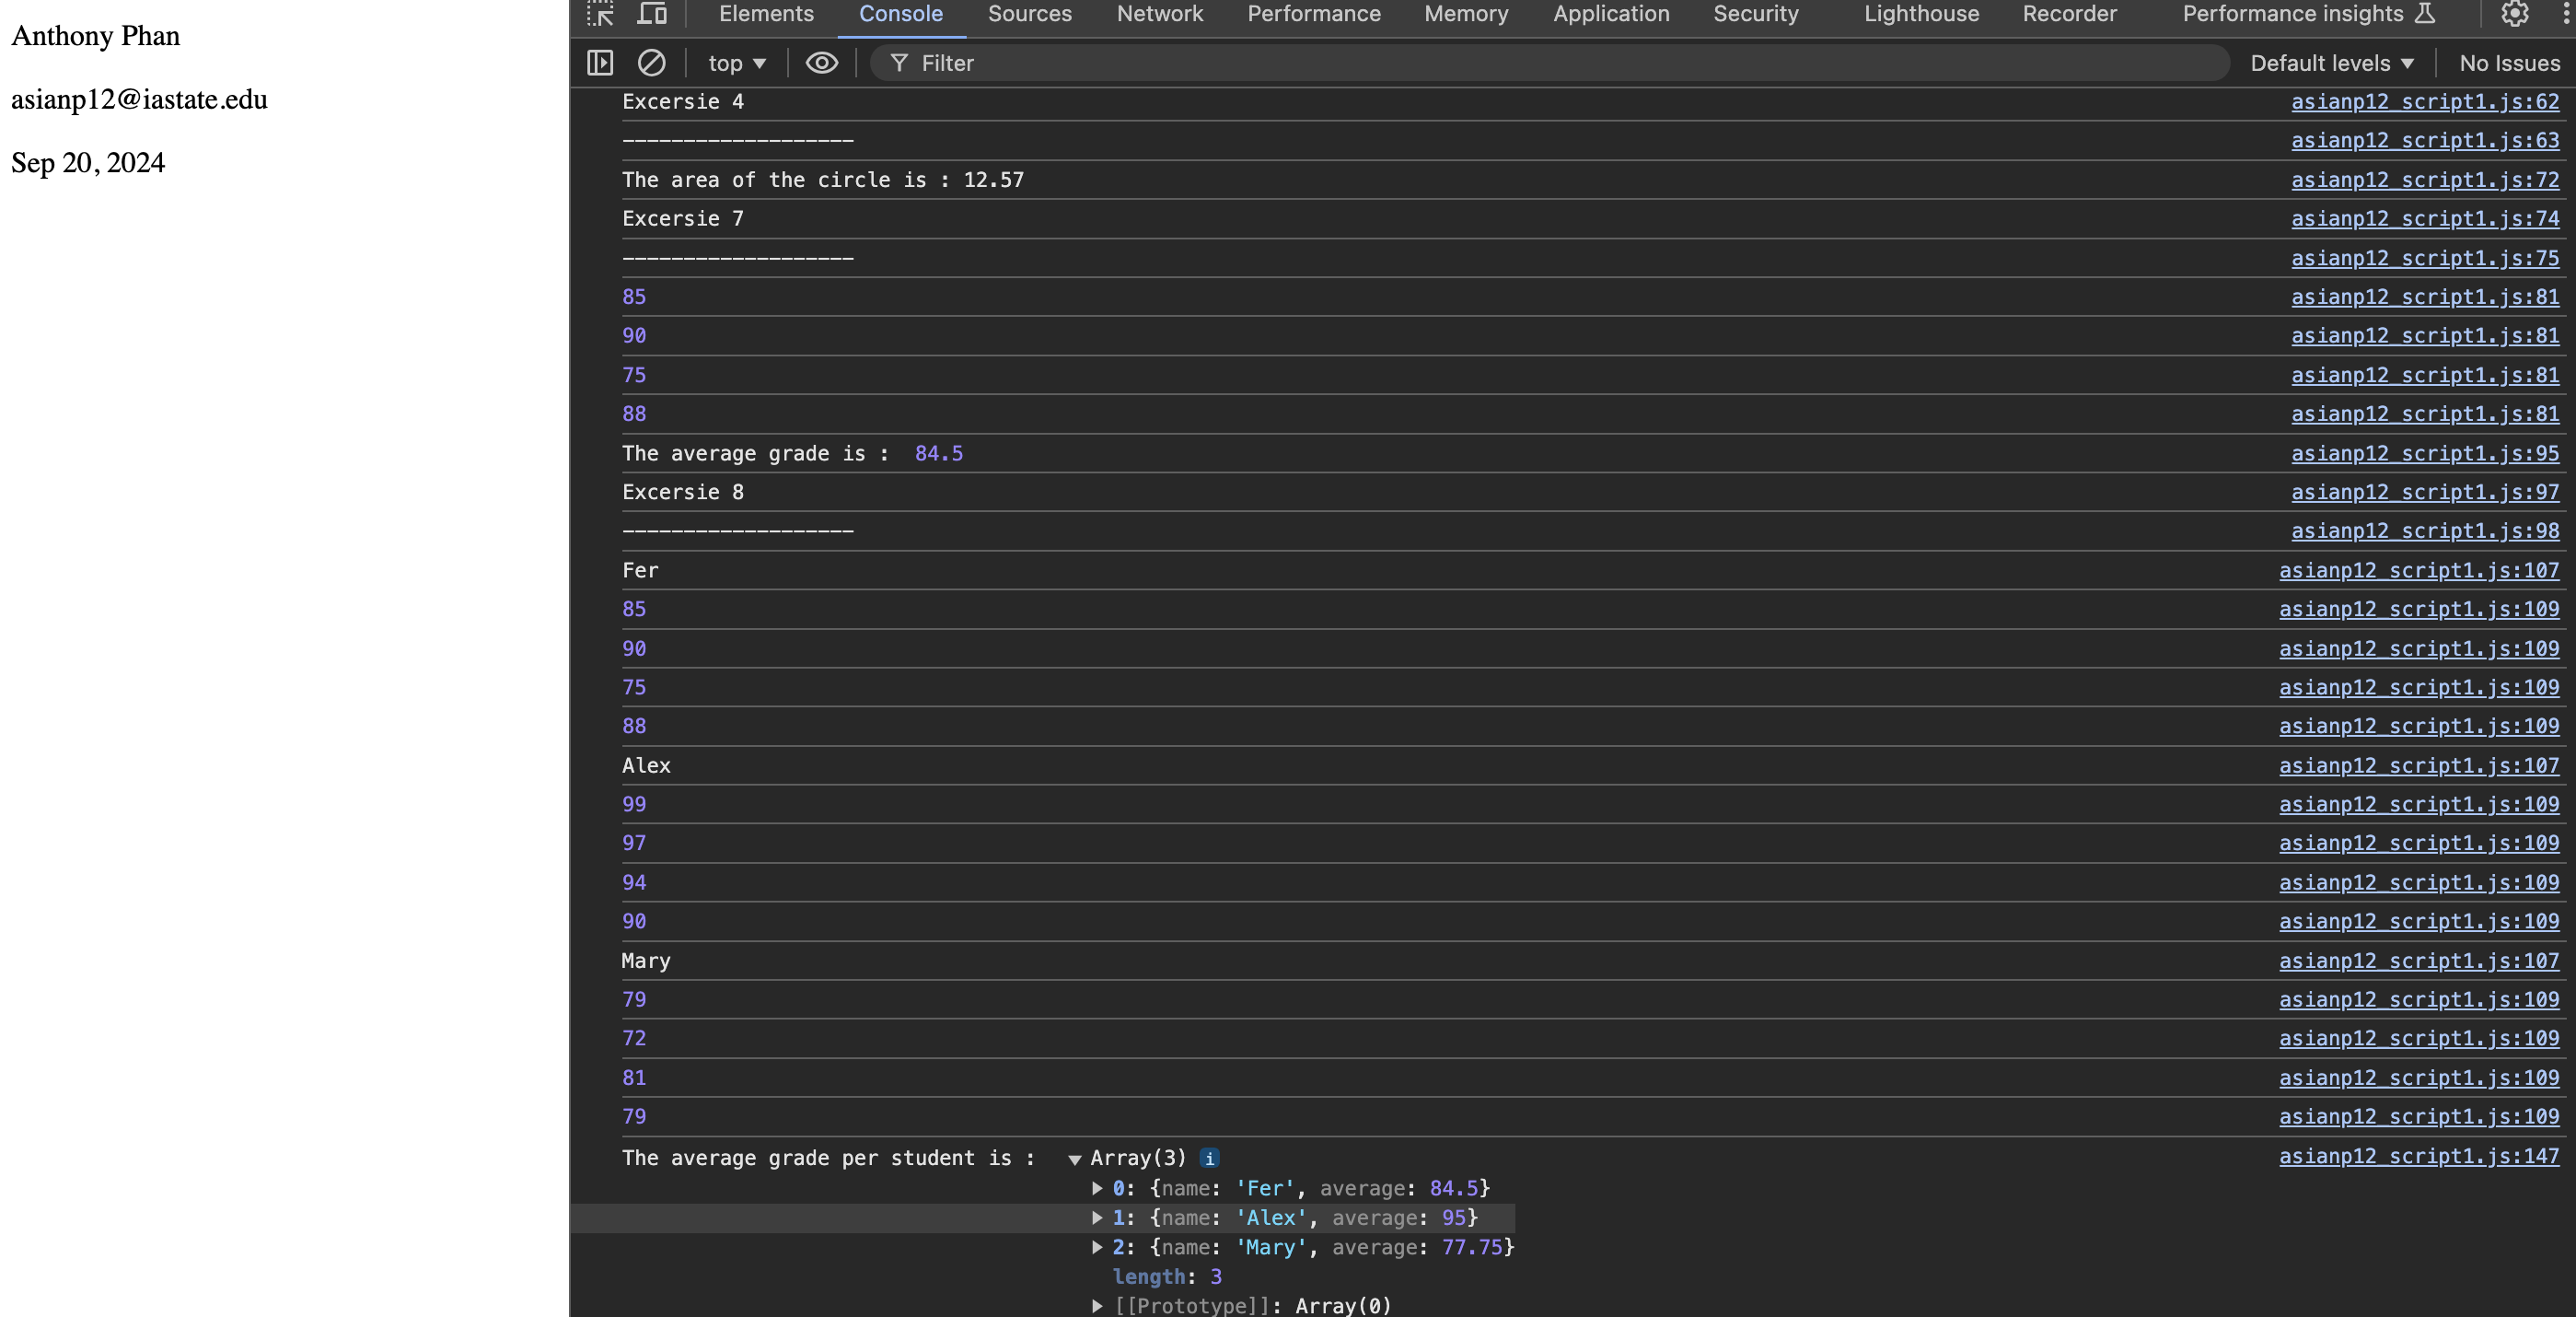 Anthony Phan
asianp12@iastate.edu
Sep 20, 2024
Elements Console Sources Network Performance Memory Application Security Lighthouse Recorder Performance insights
top Filter Default levels No Issues
Excersie 4 asianp12_script1.js:62
------------------- asianp12_script1.js:63
The area of the circle is : 12.57 asianp12_script1.js:72
Excersie 7 asianp12_script1.js:74
------------------- asianp12_script1.js:75
85 asianp12_script1.js:81
90 asianp12_script1.js:81
75 asianp12_script1.js:81
88 asianp12_script1.js:81
The average grade is :  84.5 asianp12_script1.js:95
Excersie 8 asianp12_script1.js:97
------------------- asianp12_script1.js:98
Fer asianp12_script1.js:107
85 asianp12_script1.js:109
90 asianp12_script1.js:109
75 asianp12_script1.js:109
88 asianp12_script1.js:109
Alex asianp12_script1.js:107
99 asianp12_script1.js:109
97 asianp12_script1.js:109
94 asianp12_script1.js:109
90 asianp12_script1.js:109
Mary asianp12_script1.js:107
79 asianp12_script1.js:109
72 asianp12_script1.js:109
81 asianp12_script1.js:109
79 asianp12_script1.js:109
The average grade per student is : ▼ Array(3) i asianp12_script1.js:147
▶ 0: {name: 'Fer', average: 84.5}
▶ 1: {name: 'Alex', average: 95}
▶ 2: {name: 'Mary', average: 77.75}
length: 3
▶ [[Prototype]]: Array(0)